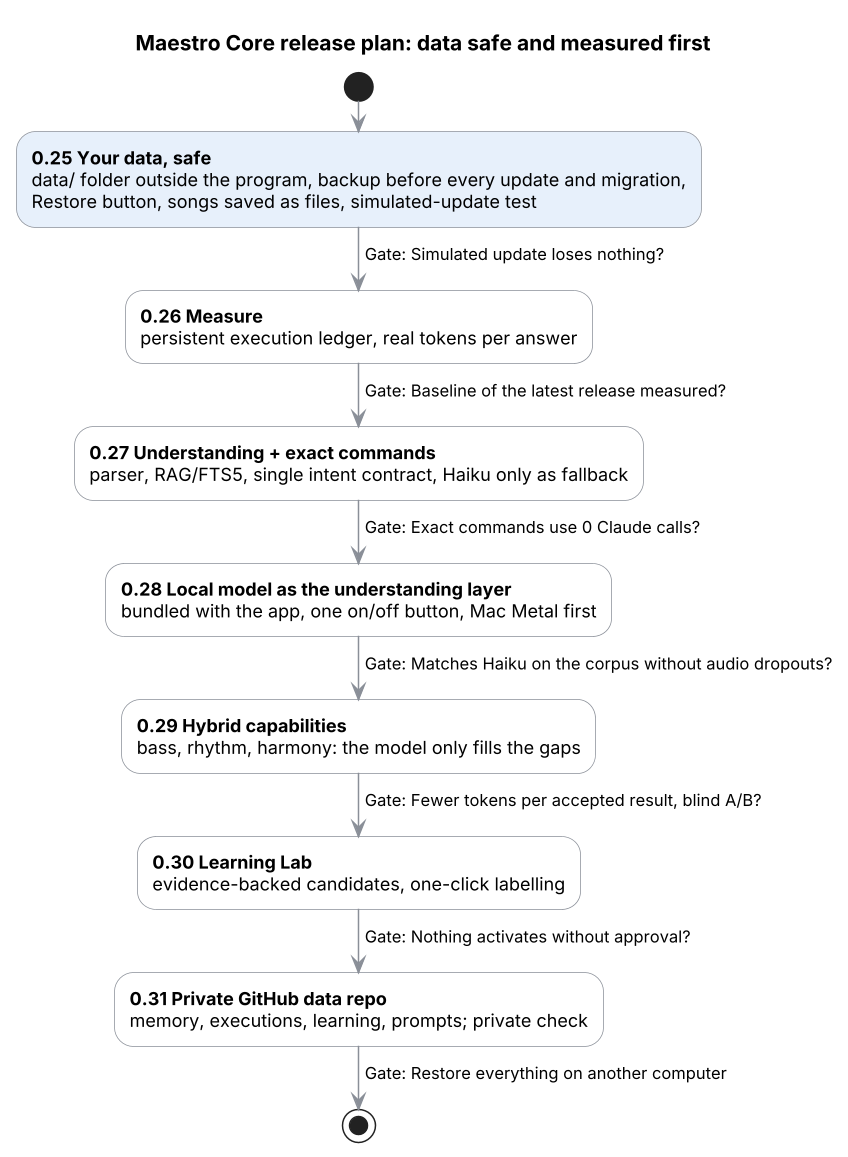 Maestro Core release plan: data safe and measured first
0.25 Your data, safe
data/ folder outside the program, backup before every update and migration,
Restore button, songs saved as files, simulated-update test
Gate: Simulated update loses nothing?
0.26 Measure
persistent execution ledger, real tokens per answer
Gate: Baseline of the latest release measured?
0.27 Understanding + exact commands
parser, RAG/FTS5, single intent contract, Haiku only as fallback
Gate: Exact commands use 0 Claude calls?
0.28 Local model as the understanding layer
bundled with the app, one on/off button, Mac Metal first
Gate: Matches Haiku on the corpus without audio dropouts?
0.29 Hybrid capabilities
bass, rhythm, harmony: the model only fills the gaps
Gate: Fewer tokens per accepted result, blind A/B?
0.30 Learning Lab
evidence-backed candidates, one-click labelling
Gate: Nothing activates without approval?
0.31 Private GitHub data repo
memory, executions, learning, prompts; private check
Gate: Restore everything on another computer